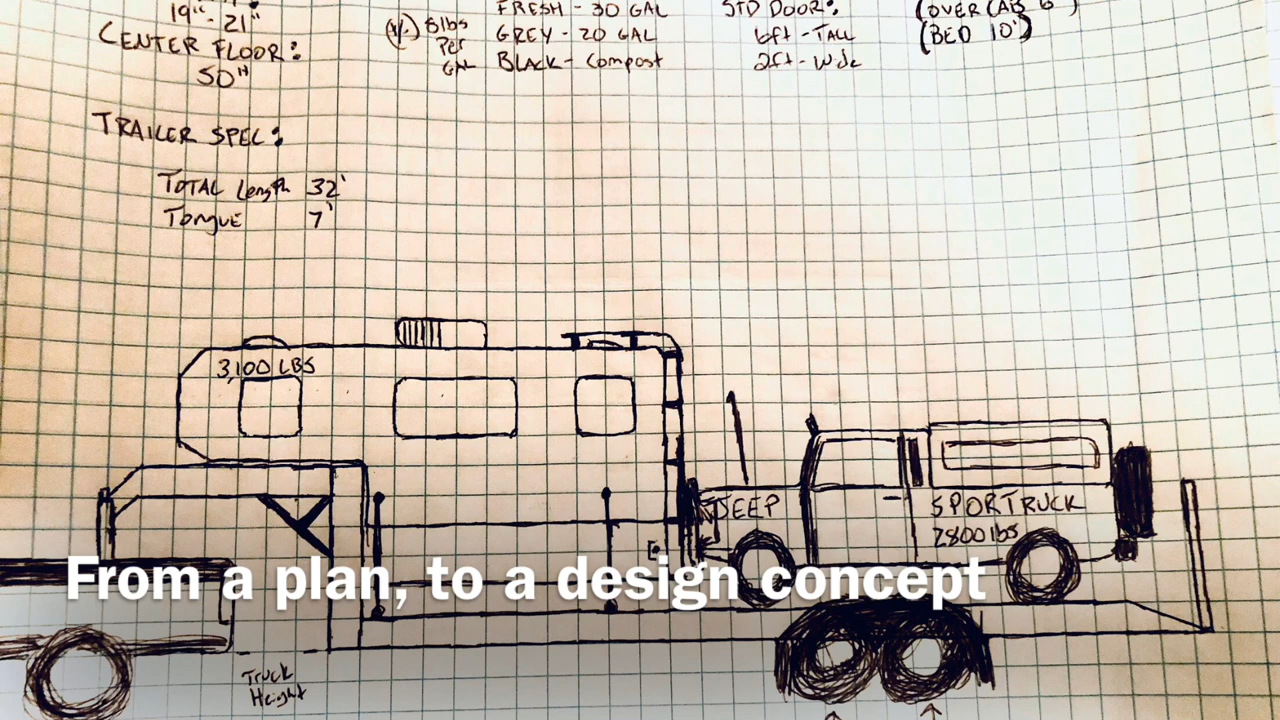 19" - 21"
CENTER FLOOR:
50"
8lbs
Per
GAL
FRESH - 30 GAL
GREY - 20 GAL
BLACK - Compost
STD DOOR:
6ft - TALL
2ft - Wide
(OVER CAB 6')
(BED 10')
TRAILER SPEC:
TOTAL Length 32'
Tongue 7'
3,100 LBS
JEEP
SPORTRUCK
2800 lbs
From a plan, to a design concept
Truck
Height